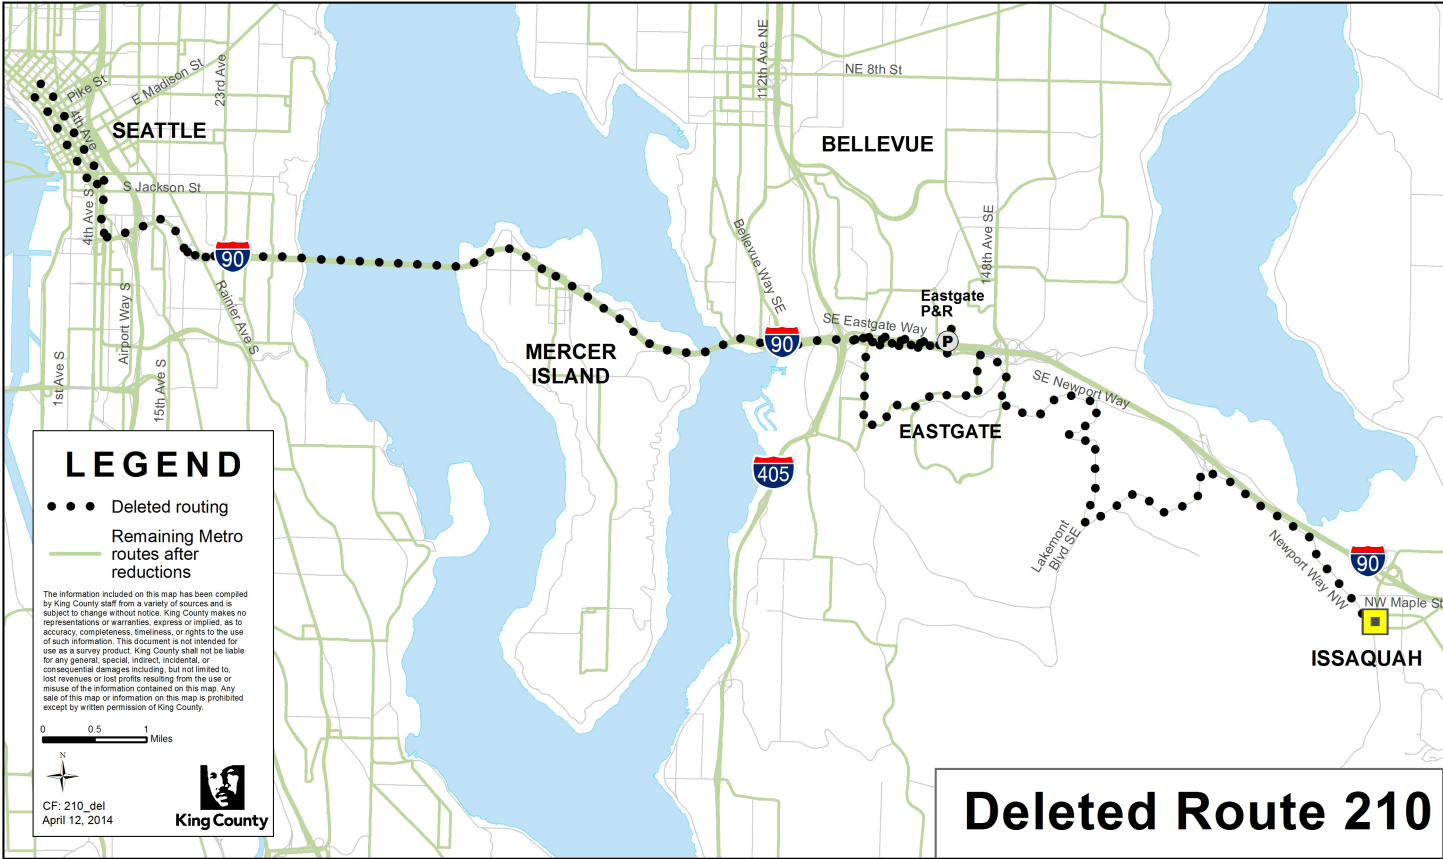 Pike St
E Madison St
23rd Ave
4th Ave
SEATTLE
S Jackson St
4th Ave S
90
Airport Way S
Rainier Ave S
1st Ave S
15th Ave S
112th Ave NE
NE 8th St
BELLEVUE
Bellevue Way SE
148th Ave SE
Eastgate
P&R
P
SE Eastgate Way
90
MERCER
ISLAND
SE Newport Way
EASTGATE
405
Lakemont
Blvd SE
Newport Way NW
90
NW Maple St
ISSAQUAH
LEGEND
Deleted routing
Remaining Metro
routes after
reductions
The information included on this map has been compiled
by King County staff from a variety of sources and is
subject to change without notice. King County makes no
representations or warranties, express or implied, as to
accuracy, completeness, timeliness, or rights to the use
of such information. This document is not intended for
use as a survey product. King County shall not be liable
for any general, special, indirect, incidental, or
consequential damages including, but not limited to,
lost revenues or lost profits resulting from the use or
misuse of the information contained on this map. Any
sale of this map or information on this map is prohibited
except by written permission of King County.
0 0.5 1
Miles
N
CF: 210_del
April 12, 2014
King County
Deleted Route 210